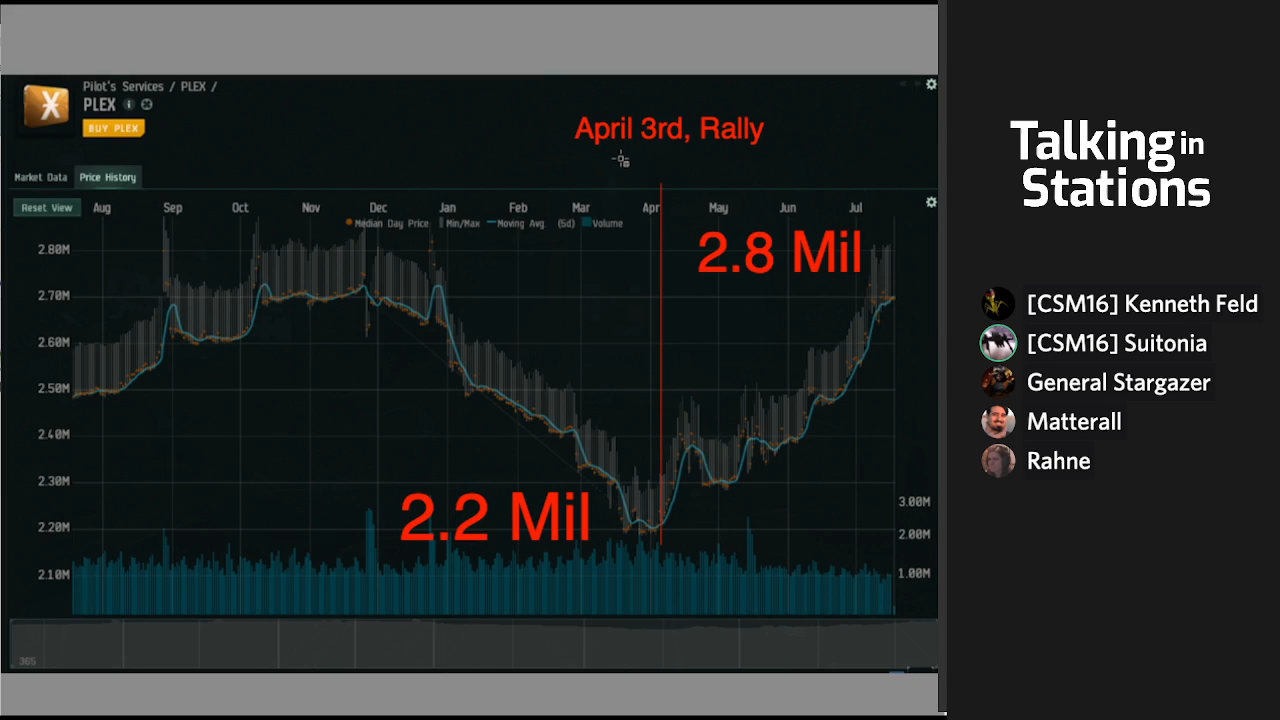 Pilot's Services / PLEX /
PLEX
BUY PLEX
April 3rd, Rally
Market Data Price History
Reset View Aug Sep Oct Nov Dec Jan Feb Mar Apr May Jun Jul
Median Day Price Min/Max Moving Avg. (5d) Volume
2.80M
2.8 Mil
2.70M
2.60M
2.50M
2.40M
2.30M
2.2 Mil
3.00M
2.20M
2.00M
2.10M
1.00M
365
Talking in
Stations
[CSM16] Kenneth Feld
[CSM16] Suitonia
General Stargazer
Matterall
Rahne